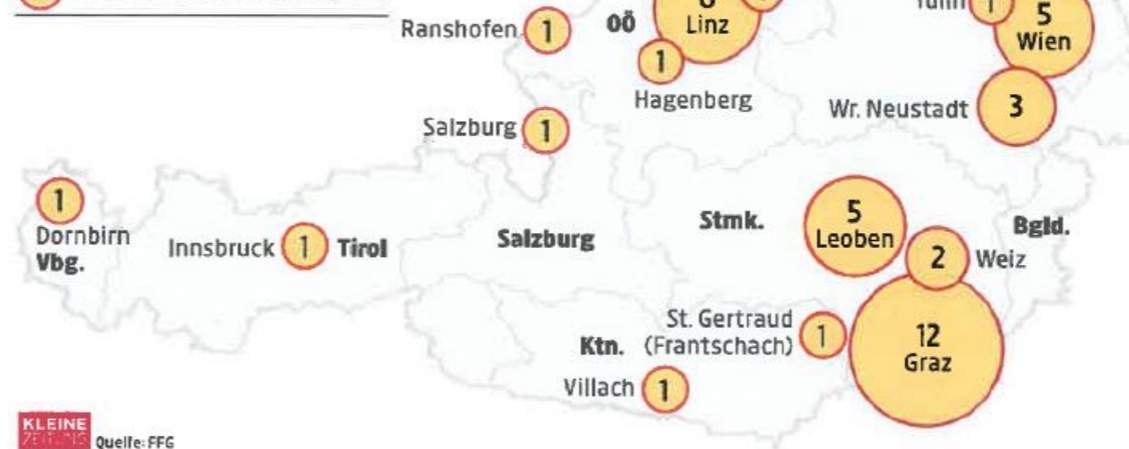 Ranshofen 1
OÖ
Linz
1
Hagenberg
1
5
Wien
Wr. Neustadt 3
Salzburg 1
1
Dornbirn
Vbg.
Innsbruck 1 Tirol
Salzburg
Stmk.
5
Leoben
Bgld.
2 Weiz
St. Gertraud
(Frantschach) 1
Ktn.
12
Graz
Villach 1
KLEINE
ZEITUNG
Quelle: FFG